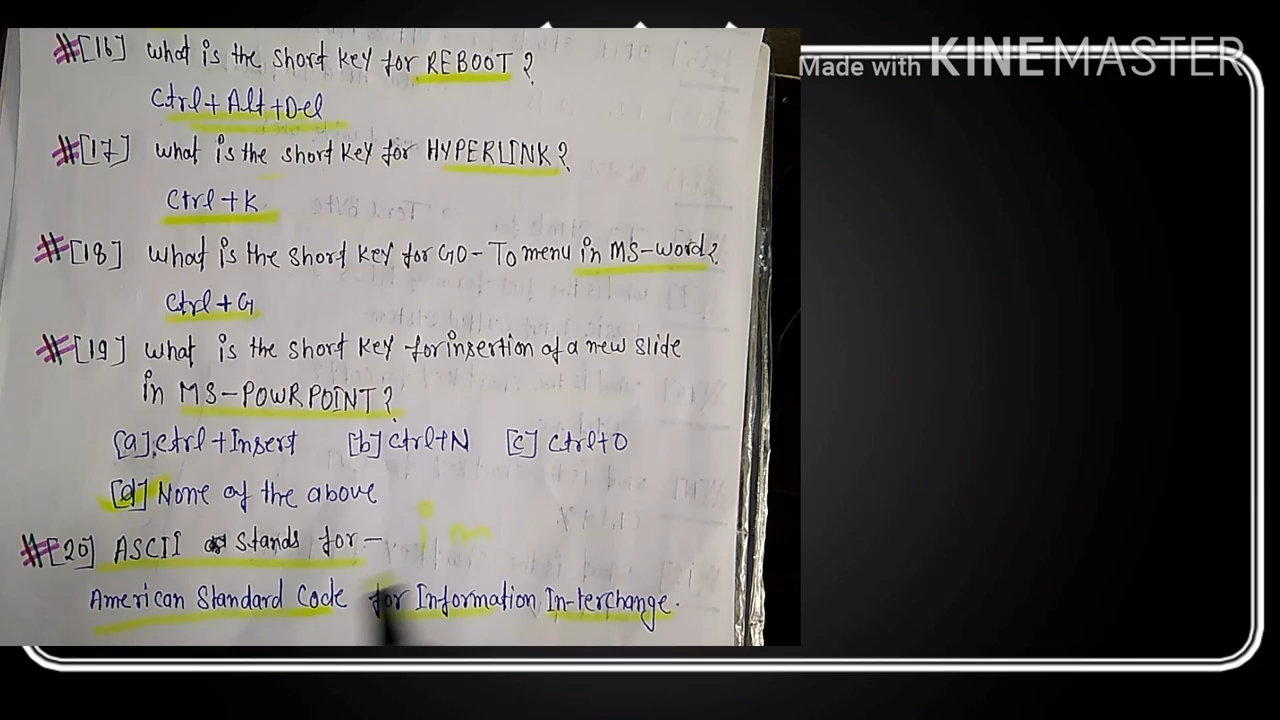 #[16] What is the short key for REBOOT?
Ctrl+Alt+Del
#[17] what is the short key for HYPERLINK?
Ctrl+K
#[18] What is the short key for GO-To menu in MS-Word?
Ctrl+G
#[19] what is the short key for insertion of a new slide
in MS-POWRPOINT?
[a] Ctrl+Insert [b] Ctrl+N [c] Ctrl+O
[d] None of the above
#[20] ASCII stands for-
American Standard Code for Information In-terchange.
Made with KINEMASTER